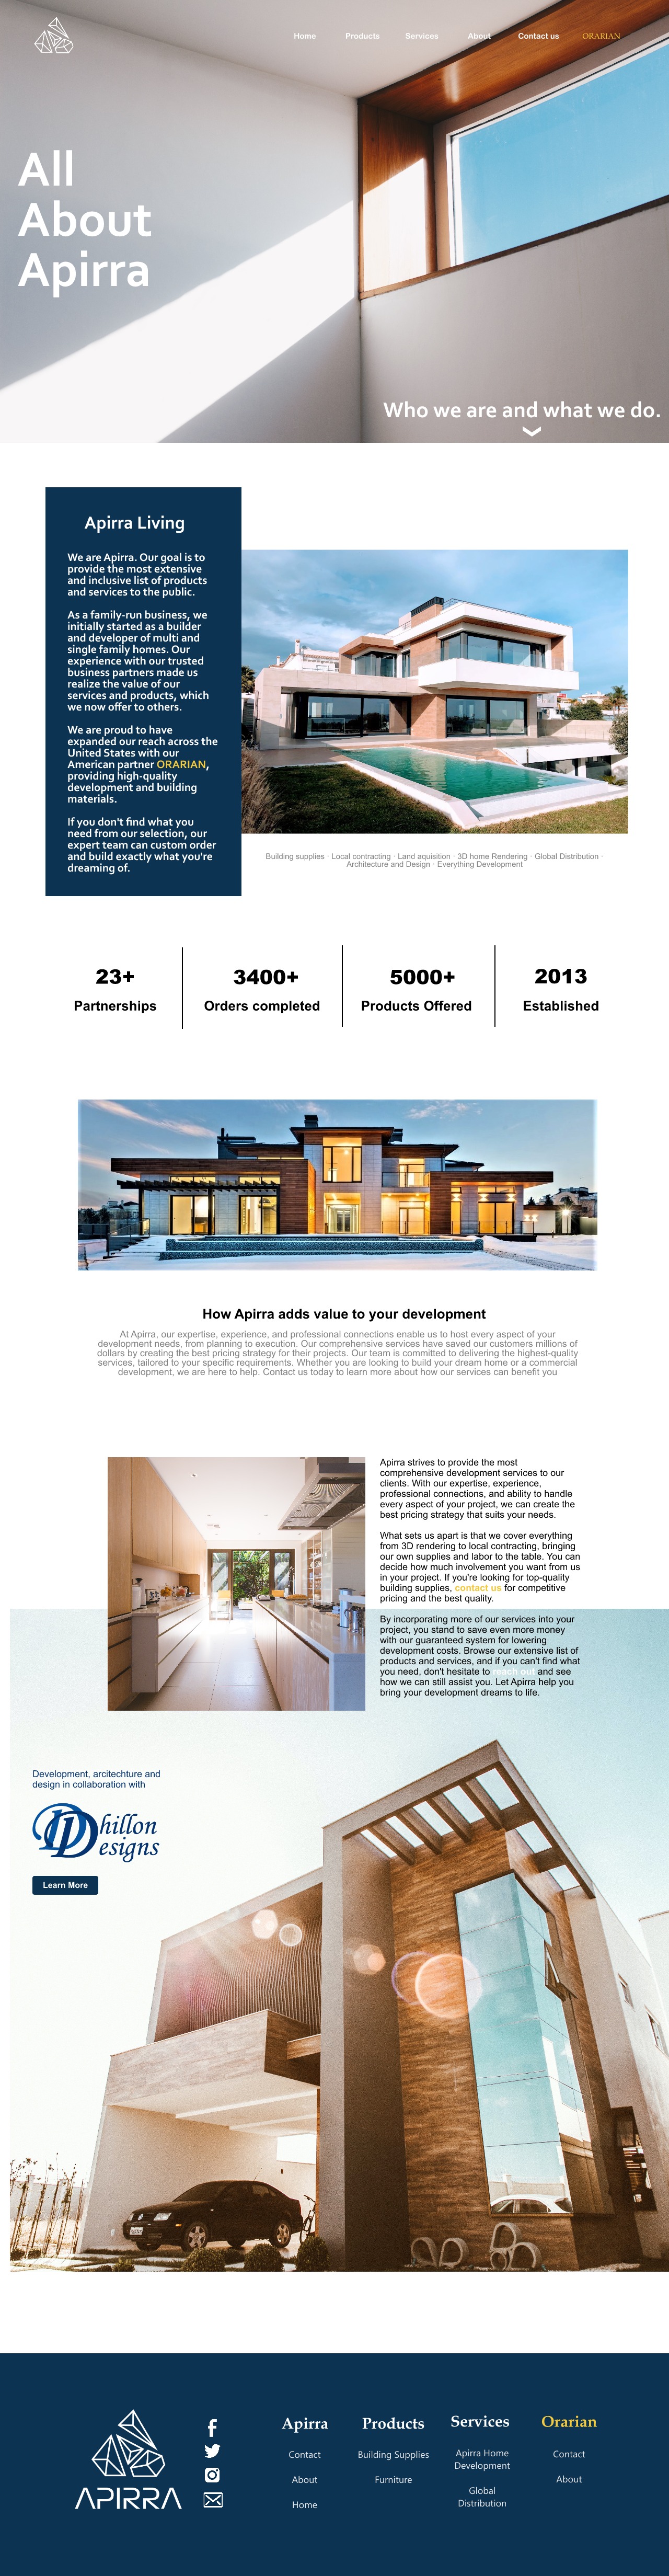 Home Products Services About Contact us ORARIAN
All
About
Apirra
Who we are and what we do.
Apirra Living
We are Apirra. Our goal is to
provide the most extensive
and inclusive list of products
and services to the public.
As a family-run business, we
initially started as a builder
and developer of multi and
single family homes. Our
experience with our trusted
business partners made us
realize the value of our
services and products, which
we now offer to others.
We are proud to have
expanded our reach across the
United States with our
American partner ORARIAN,
providing high-quality
development and building
materials.
If you don't find what you
need from our selection, our
expert team can custom order
and build exactly what you're
dreaming of.
Building supplies · Local contracting · Land aquisition · 3D home Rendering · Global Distribution ·
Architecture and Design · Everything Development
23+
Partnerships
3400+
Orders completed
5000+
Products Offered
2013
Established
How Apirra adds value to your development
At Apirra, our expertise, experience, and professional connections enable us to host every aspect of your
development needs, from planning to execution. Our comprehensive services have saved our customers millions of
dollars by creating the best pricing strategy for their projects. Our team is committed to delivering the highest-quality
services, tailored to your specific requirements. Whether you are looking to build your dream home or a commercial
development, we are here to help. Contact us today to learn more about how our services can benefit you
Apirra strives to provide the most
comprehensive development services to our
clients. With our expertise, experience,
professional connections, and ability to handle
every aspect of your project, we can create the
best pricing strategy that suits your needs.
What sets us apart is that we cover everything
from 3D rendering to local contracting, bringing
our own supplies and labor to the table. You can
decide how much involvement you want from us
in your project. If you're looking for top-quality
building supplies, contact us for competitive
pricing and the best quality.
By incorporating more of our services into your
project, you stand to save even more money
with our guaranteed system for lowering
development costs. Browse our extensive list of
products and services, and if you can't find what
you need, don't hesitate to reach out and see
how we can still assist you. Let Apirra help you
bring your development dreams to life.
Development, arcitechture and
design in collaboration with
Dhillon
Designs
Learn More
APIRRA
Apirra
Contact
About
Home
Products
Building Supplies
Furniture
Services
Apirra Home
Development
Global
Distribution
Orarian
Contact
About